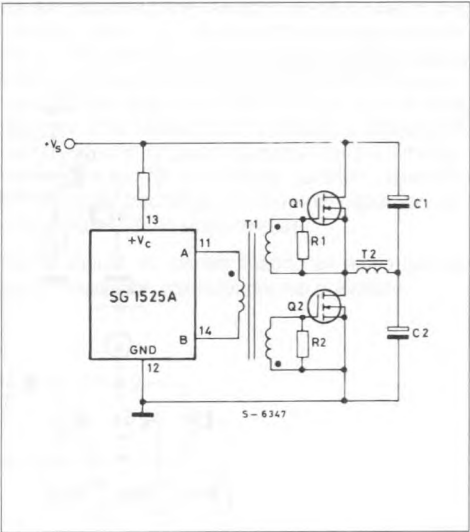 +Vs
13
+Vc
A
11
SG 1525A
B
14
GND
12
T1
Q1
R1
T2
C1
Q2
R2
C2
S-6347